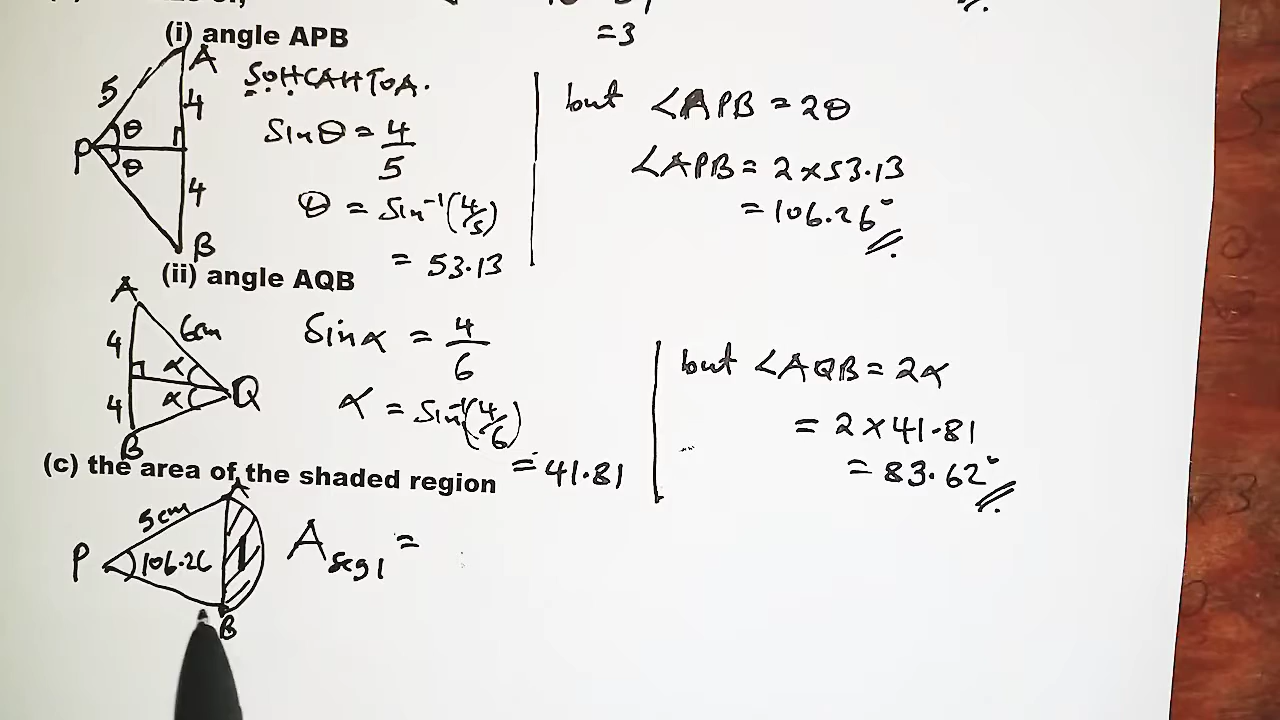 = 3
(i) angle APB
A
5
4
θ
P
θ
4
B
SOHCAHTOA.
Sinθ = 4/5
θ = Sin⁻¹(4/5)
= 53.13
but ∠APB = 2θ
∠APB = 2×53.13
= 106.26°
(ii) angle AQB
A
4
6cm
α
α
Q
4
B
Sinα = 4/6
α = Sin⁻¹(4/6)
= 41.81
but ∠AQB = 2α
= 2 × 41.81
= 83.62°
(c) the area of the shaded region
A
5cm
P
106.26
1
B
A seg 1 =